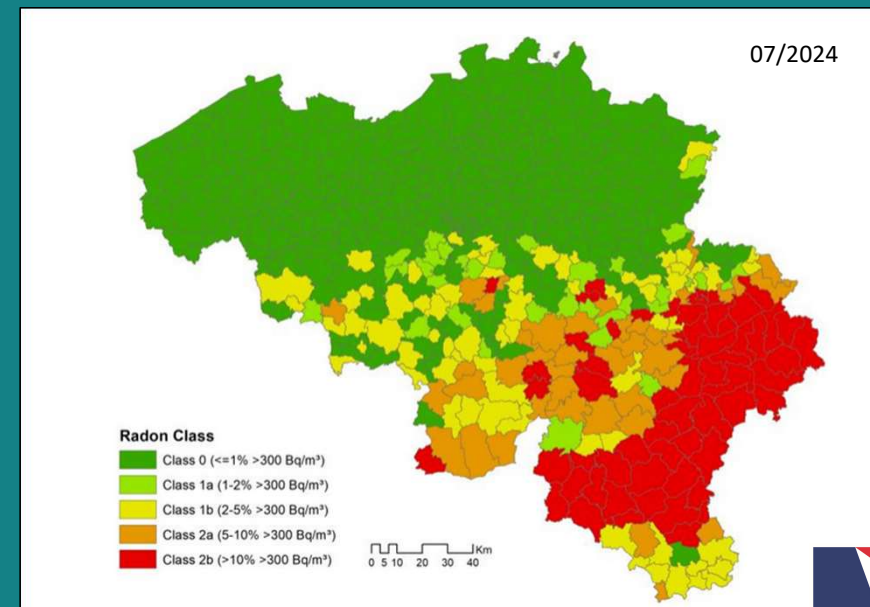 07/2024
Radon Class
Class 0 (<=1% >300 Bq/m³)
Class 1a (1-2% >300 Bq/m³)
Class 1b (2-5% >300 Bq/m³)
Class 2a (5-10% >300 Bq/m³)
Class 2b (>10% >300 Bq/m³)
Km
0 5 10 20 30 40